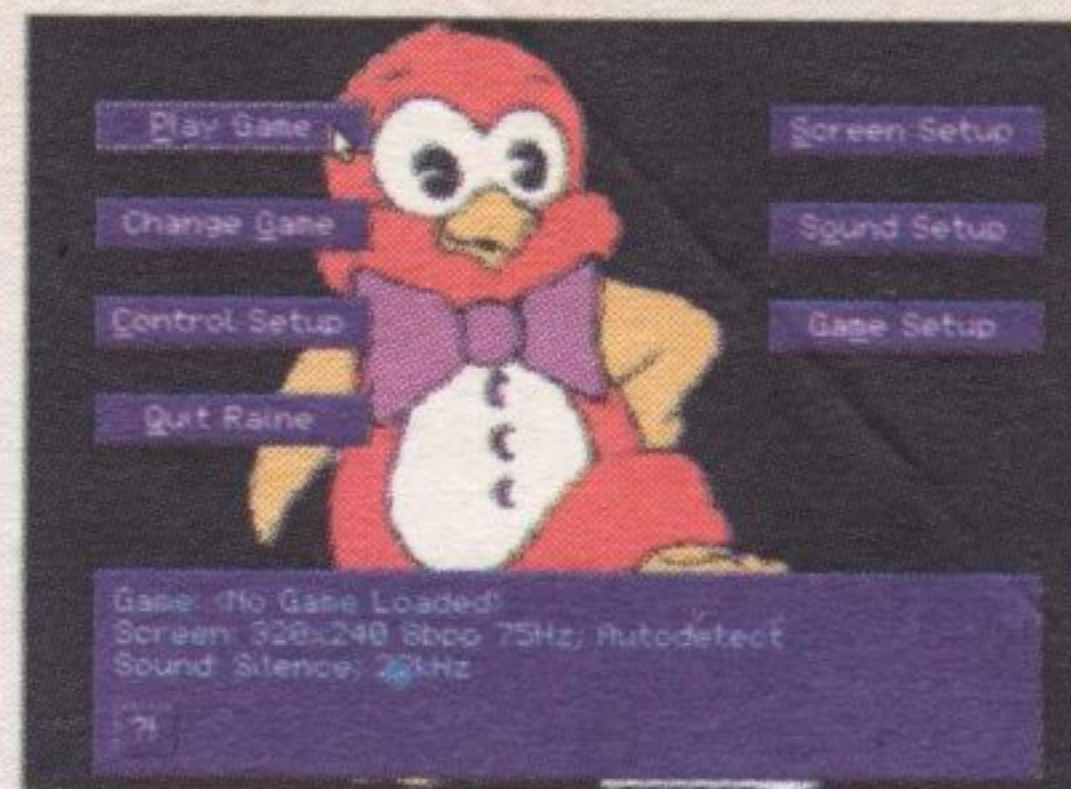 Play Game
Change Game
Control Setup
Quit Raine
Screen Setup
Sound Setup
Game Setup
Game: <No Game Loaded>
Screen: 320x240 8bpp 75Hz; Autodetect
Sound: Silence;
?!